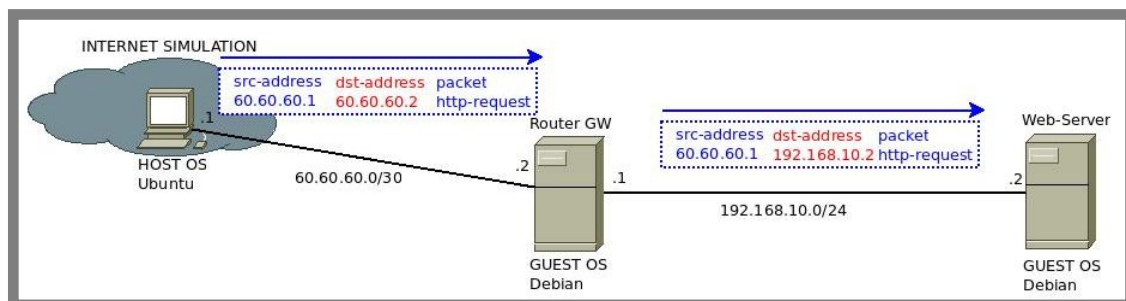 INTERNET SIMULATION
src-address dst-address packet
60.60.60.1 60.60.60.2 http-request
.1
HOST OS
Ubuntu
60.60.60.0/30
Router GW
.2
.1
GUEST OS
Debian
src-address dst-address packet
60.60.60.1 192.168.10.2 http-request
192.168.10.0/24
Web-Server
.2
GUEST OS
Debian